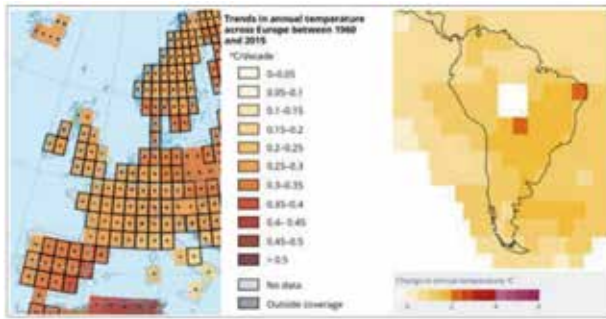 Trends in annual temperature
across Europe between 1960
and 2015
°C/decade
0–0.05
0.05–0.1
0.1–0.15
0.15–0.2
0.2–0.25
0.25–0.3
0.3–0.35
0.35–0.4
0.4–0.45
0.45–0.5
> 0.5
No data
Outside coverage
Change in annual temperature °C